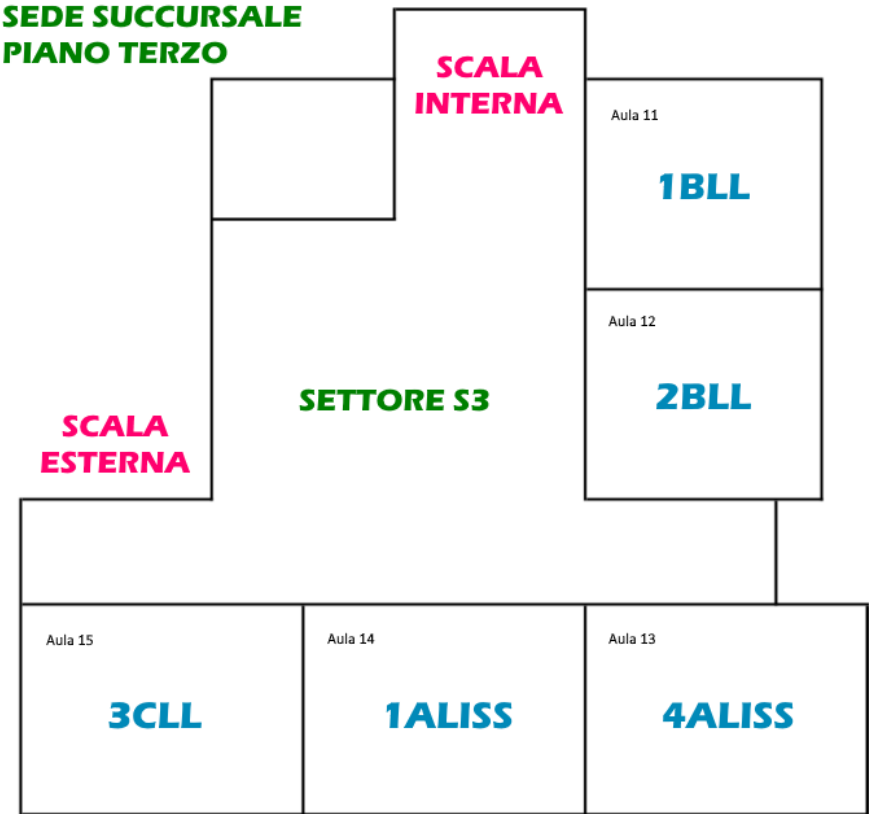 SEDE SUCCURSALE
PIANO TERZO
SCALA
INTERNA
Aula 11
1BLL
Aula 12
2BLL
SETTORE S3
SCALA
ESTERNA
Aula 15
3CLL
Aula 14
1ALISS
Aula 13
4ALISS